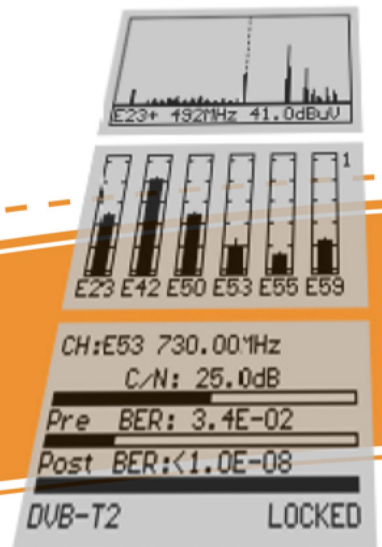 E23+ 492MHz 41.0dBuV
1
E23 E42 E50 E53 E55 E59
CH:E53 730.00MHz
C/N: 25.0dB
Pre BER: 3.4E-02
Post BER:<1.0E-08
DVB-T2 LOCKED